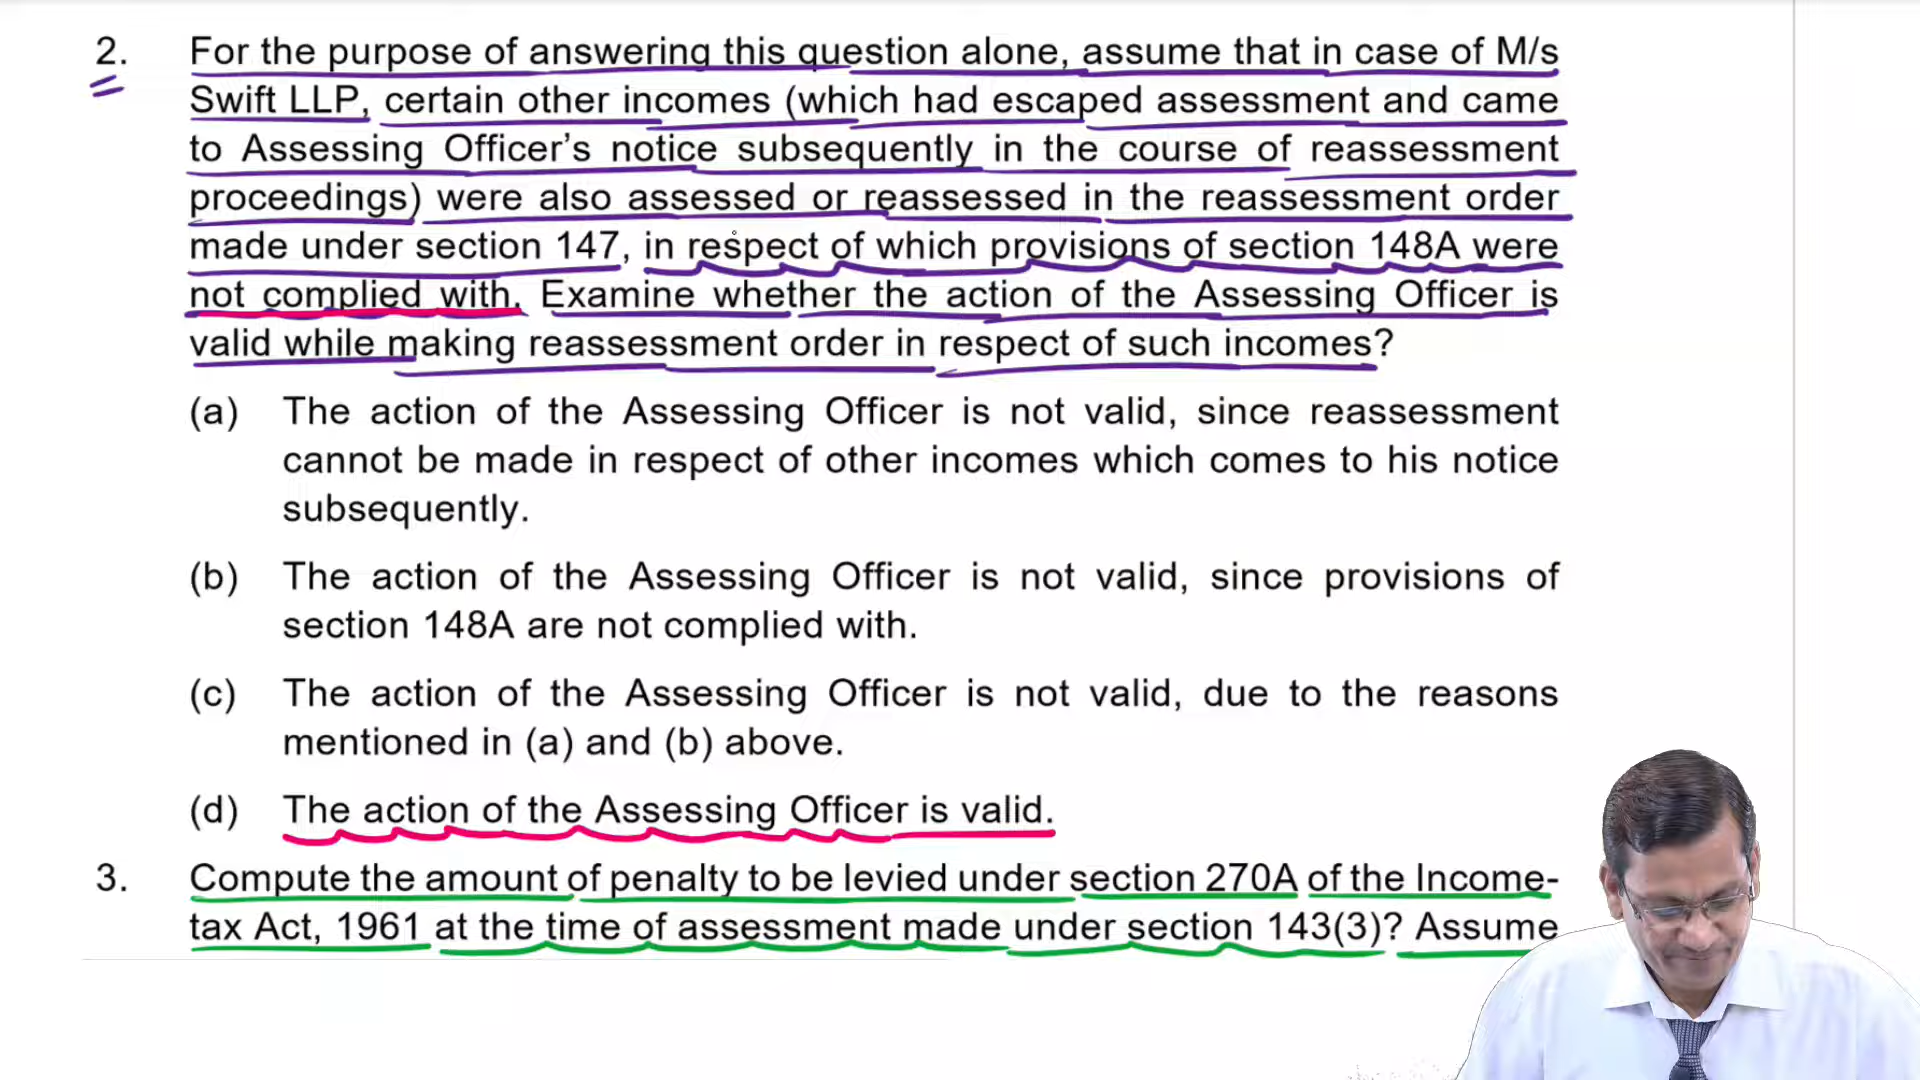 2. For the purpose of answering this question alone, assume that in case of M/s
Swift LLP, certain other incomes (which had escaped assessment and came
to Assessing Officer’s notice subsequently in the course of reassessment
proceedings) were also assessed or reassessed in the reassessment order
made under section 147, in respect of which provisions of section 148A were
not complied with. Examine whether the action of the Assessing Officer is
valid while making reassessment order in respect of such incomes?
(a) The action of the Assessing Officer is not valid, since reassessment
cannot be made in respect of other incomes which comes to his notice
subsequently.
(b) The action of the Assessing Officer is not valid, since provisions of
section 148A are not complied with.
(c) The action of the Assessing Officer is not valid, due to the reasons
mentioned in (a) and (b) above.
(d) The action of the Assessing Officer is valid.
3. Compute the amount of penalty to be levied under section 270A of the Income-
tax Act, 1961 at the time of assessment made under section 143(3)? Assume